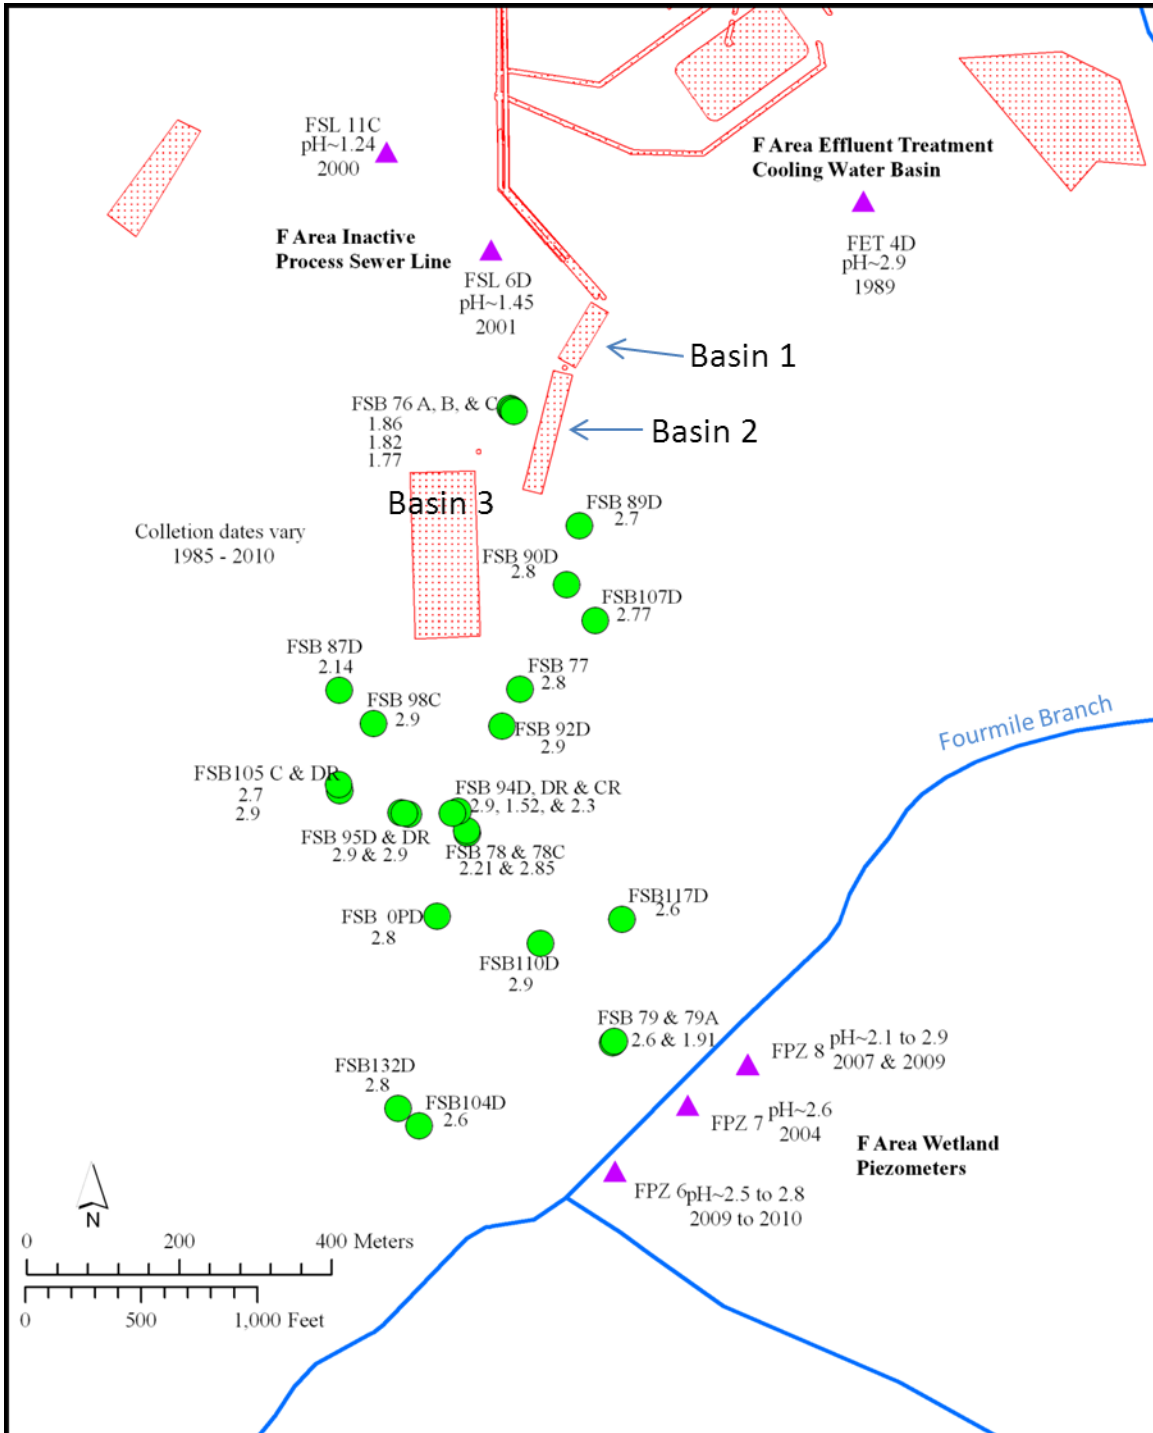 FSL 11C
pH~1.24
2000
F Area Effluent Treatment
Cooling Water Basin
FET 4D
pH~2.9
1989
F Area Inactive
Process Sewer Line
FSL 6D
pH~1.45
2001
Basin 1
FSB 76 A, B, & C
1.86
1.82
1.77
Basin 2
Basin 3
FSB 89D
2.7
Colletion dates vary
1985 - 2010
FSB 90D
2.8
FSB107D
2.77
FSB 87D
2.14
FSB 77
2.8
FSB 98C
2.9
FSB 92D
2.9
Fourmile Branch
FSB105 C & DR
2.7
2.9
FSB 94D, DR & CR
2.9, 1.52, & 2.3
FSB 95D & DR
2.9 & 2.9
FSB 78 & 78C
2.21 & 2.85
FSB 0PD
2.8
FSB117D
2.6
FSB110D
2.9
FSB 79 & 79A
2.6 & 1.91
FPZ 8 pH~2.1 to 2.9
2007 & 2009
FSB132D
2.8
FSB104D
2.6
FPZ 7 pH~2.6
2004
F Area Wetland
Piezometers
FPZ 6 pH~2.5 to 2.8
2009 to 2010
N
0 200 400 Meters
0 500 1,000 Feet